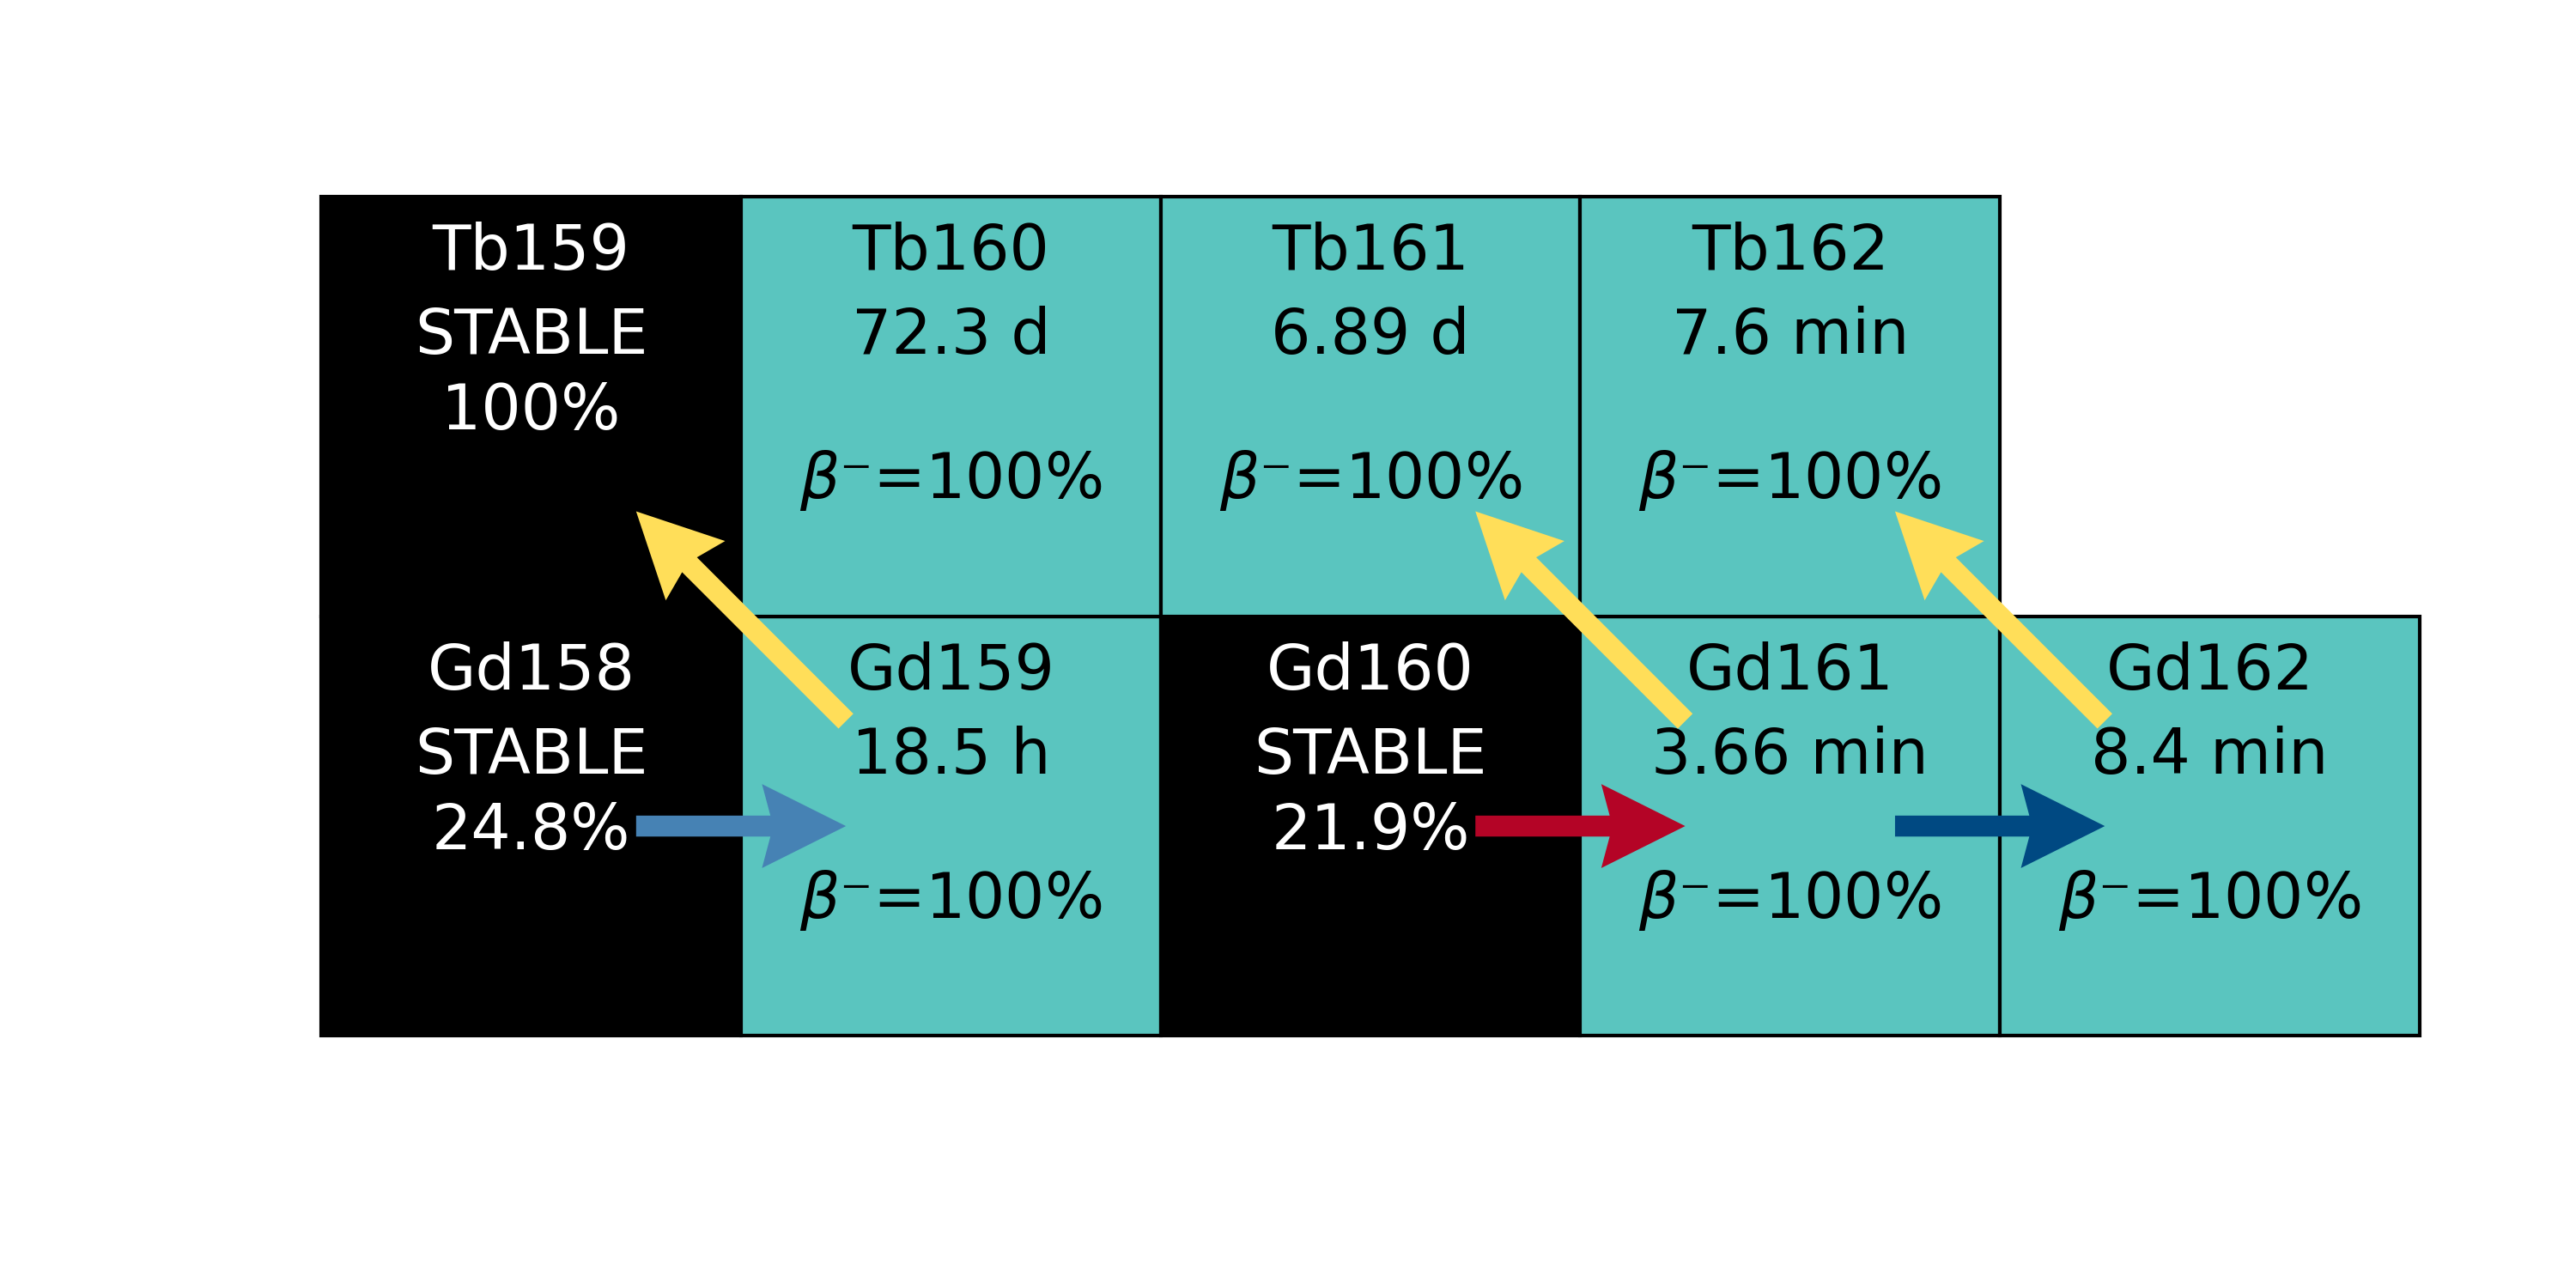 Tb159
STABLE
100%
Tb160
72.3 d
β⁻=100%
Tb161
6.89 d
β⁻=100%
Tb162
7.6 min
β⁻=100%
Gd158
STABLE
24.8%
Gd159
18.5 h
β⁻=100%
Gd160
STABLE
21.9%
Gd161
3.66 min
β⁻=100%
Gd162
8.4 min
β⁻=100%